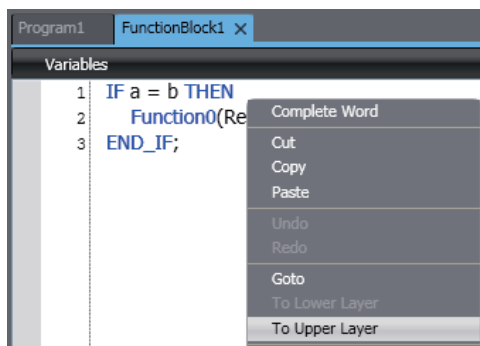 Program1 FunctionBlock1 ×
Variables
1 IF a = b THEN
2 Function0(Re
3 END_IF;
Complete Word
Cut
Copy
Paste
Undo
Redo
Goto
To Lower Layer
To Upper Layer